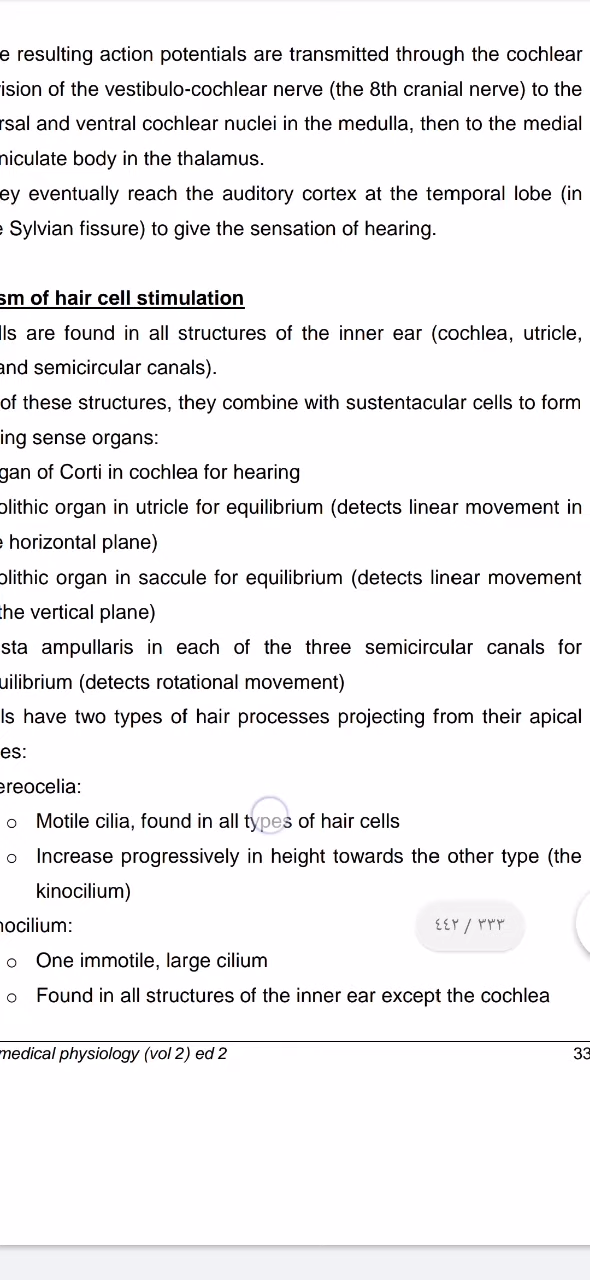 e resulting action potentials are transmitted through the cochlear
ision of the vestibulo-cochlear nerve (the 8th cranial nerve) to the
rsal and ventral cochlear nuclei in the medulla, then to the medial
niculate body in the thalamus.
ey eventually reach the auditory cortex at the temporal lobe (in
e Sylvian fissure) to give the sensation of hearing.
sm of hair cell stimulation
lls are found in all structures of the inner ear (cochlea, utricle,
and semicircular canals).
of these structures, they combine with sustentacular cells to form
ing sense organs:
gan of Corti in cochlea for hearing
olithic organ in utricle for equilibrium (detects linear movement in
e horizontal plane)
olithic organ in saccule for equilibrium (detects linear movement
the vertical plane)
sta ampullaris in each of the three semicircular canals for
uilibrium (detects rotational movement)
ls have two types of hair processes projecting from their apical
es:
ereocelia:
o Motile cilia, found in all types of hair cells
o Increase progressively in height towards the other type (the
kinocilium)
nocilium:
٣٣٣ / ٤٤٢
o One immotile, large cilium
o Found in all structures of the inner ear except the cochlea
medical physiology (vol 2) ed 2 33